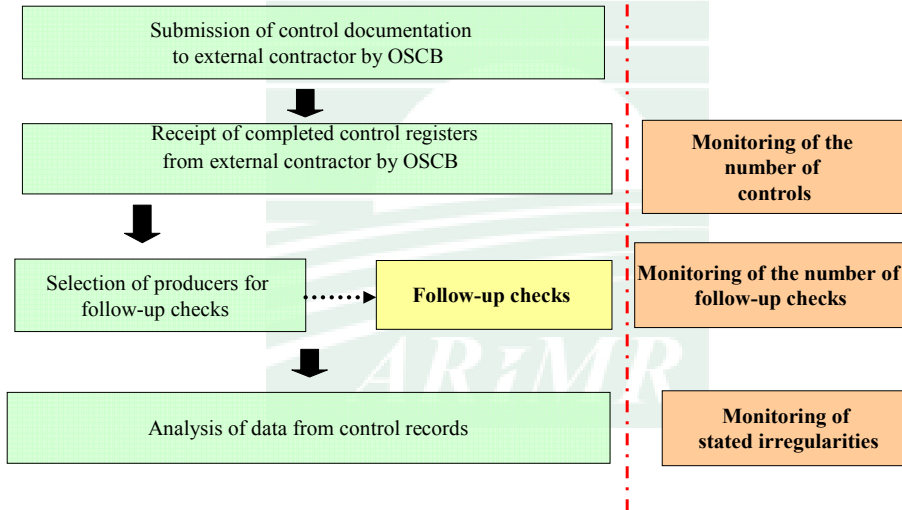 Submission of control documentation
to external contractor by OSCB
Receipt of completed control registers
from external contractor by OSCB
Monitoring of the
number of
controls
Selection of producers for
follow-up checks
Follow-up checks
Monitoring of the number of
follow-up checks
ARiMR
Analysis of data from control records
Monitoring of
stated irregularities